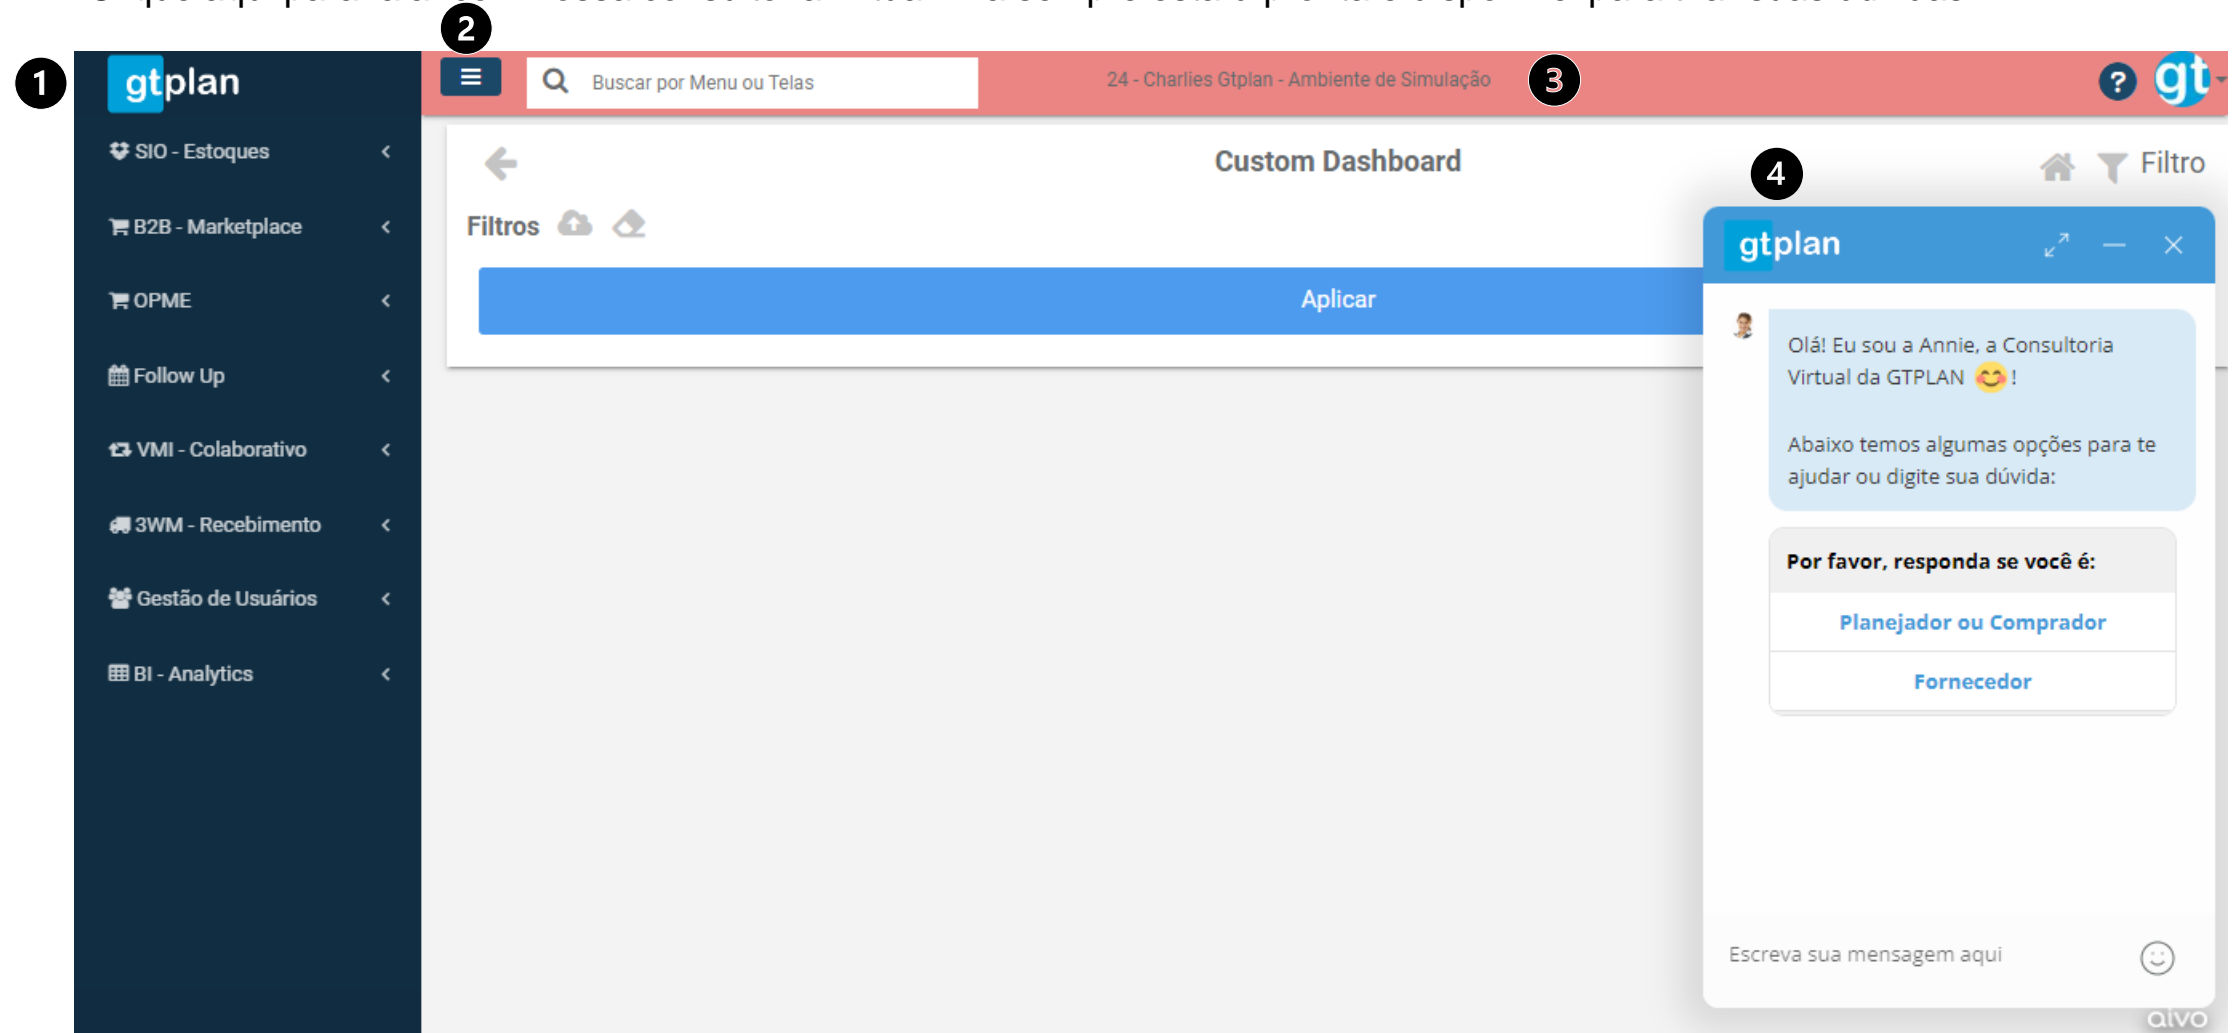 2
1
gtplan
Buscar por Menu ou Telas
24 - Charlies Gtplan - Ambiente de Simulação
3
?
gt
SIO - Estoques
B2B - Marketplace
OPME
Follow Up
VMI - Colaborativo
3WM - Recebimento
Gestão de Usuários
BI - Analytics
Custom Dashboard
Filtro
Filtros
Aplicar
4
gtplan
Olá! Eu sou a Annie, a Consultoria
Virtual da GTPLAN 😊 !
Abaixo temos algumas opções para te
ajudar ou digite sua dúvida:
Por favor, responda se você é:
Planejador ou Comprador
Fornecedor
Escreva sua mensagem aqui
aivo